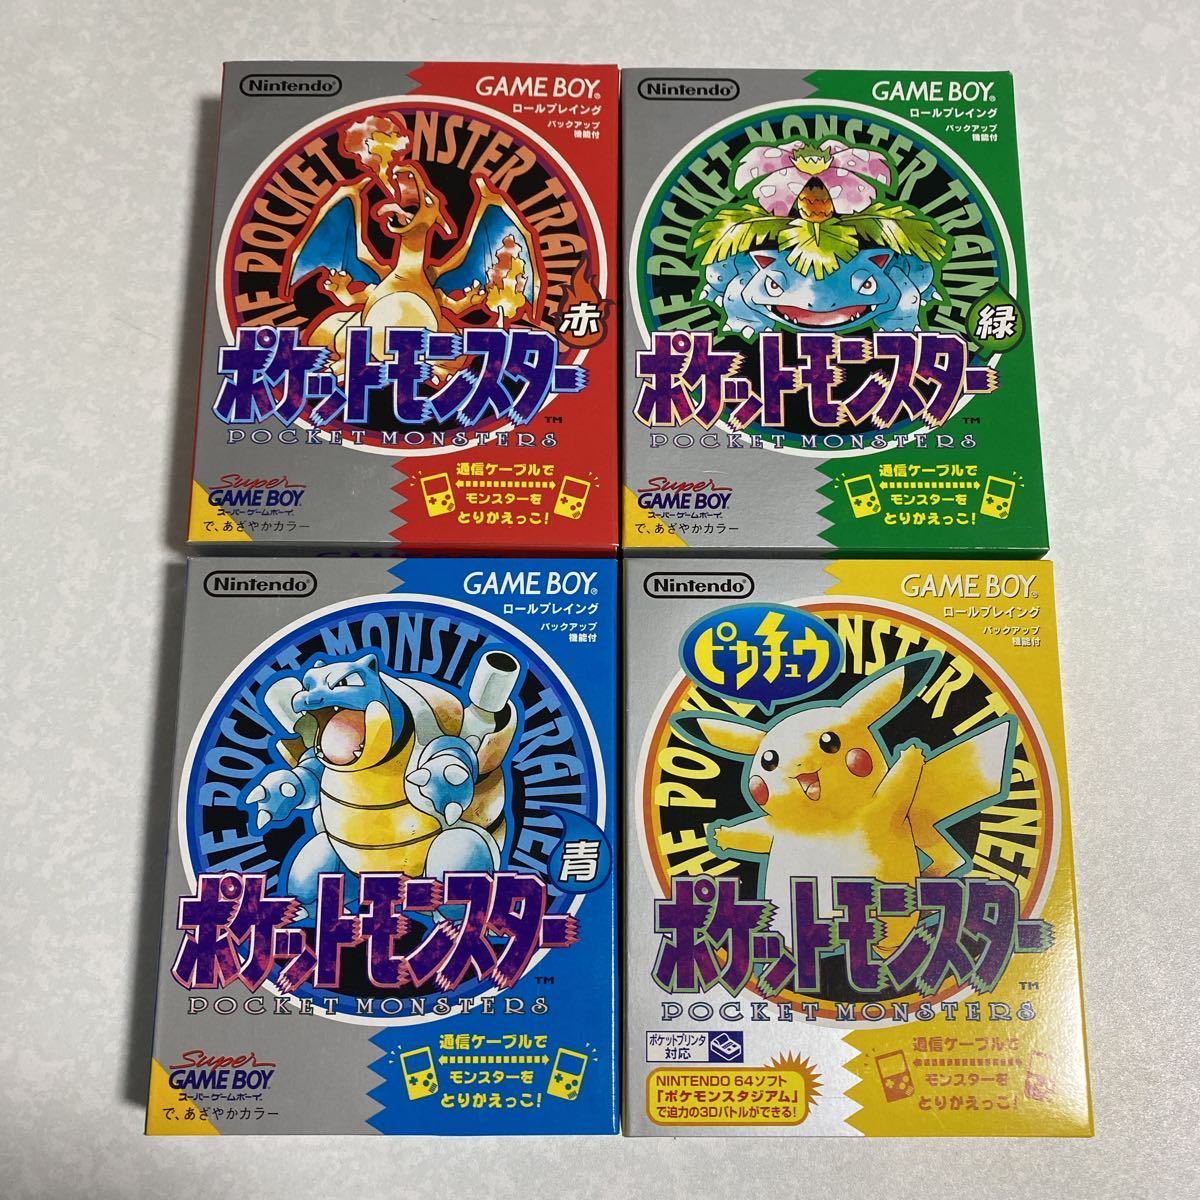 Nintendo®
GAME BOY®
ロールプレイング
バックアップ
機能付
THE POCKET MONSTER TRAINER
赤
ポケットモンスター
TM
POCKET MONSTERS
Super
GAME BOY
スーパーゲームボーイ
で、あざやかカラー
通信ケーブルで
モンスターを
とりかえっこ!
Nintendo®
GAME BOY®
ロールプレイング
バックアップ
機能付
THE POCKET MONSTER TRAINER
緑
ポケットモンスター
TM
POCKET MONSTERS
Super
GAME BOY
スーパーゲームボーイ
で、あざやかカラー
通信ケーブルで
モンスターを
とりかえっこ!
Nintendo®
GAME BOY®
ロールプレイング
バックアップ
機能付
THE POCKET MONSTER TRAINER
青
ポケットモンスター
TM
POCKET MONSTERS
Super
GAME BOY
スーパーゲームボーイ
で、あざやかカラー
通信ケーブルで
モンスターを
とりかえっこ!
Nintendo®
GAME BOY®
ロールプレイング
バックアップ
機能付
ピカチュウ
THE POCKET MONSTER TRAINER
ポケットモンスター
TM
POCKET MONSTERS
ポケットプリンタ
対応
NINTENDO 64ソフト
「ポケモンスタジアム」
で迫力の3Dバトルができる!
通信ケーブルで
モンスターを
とりかえっこ!